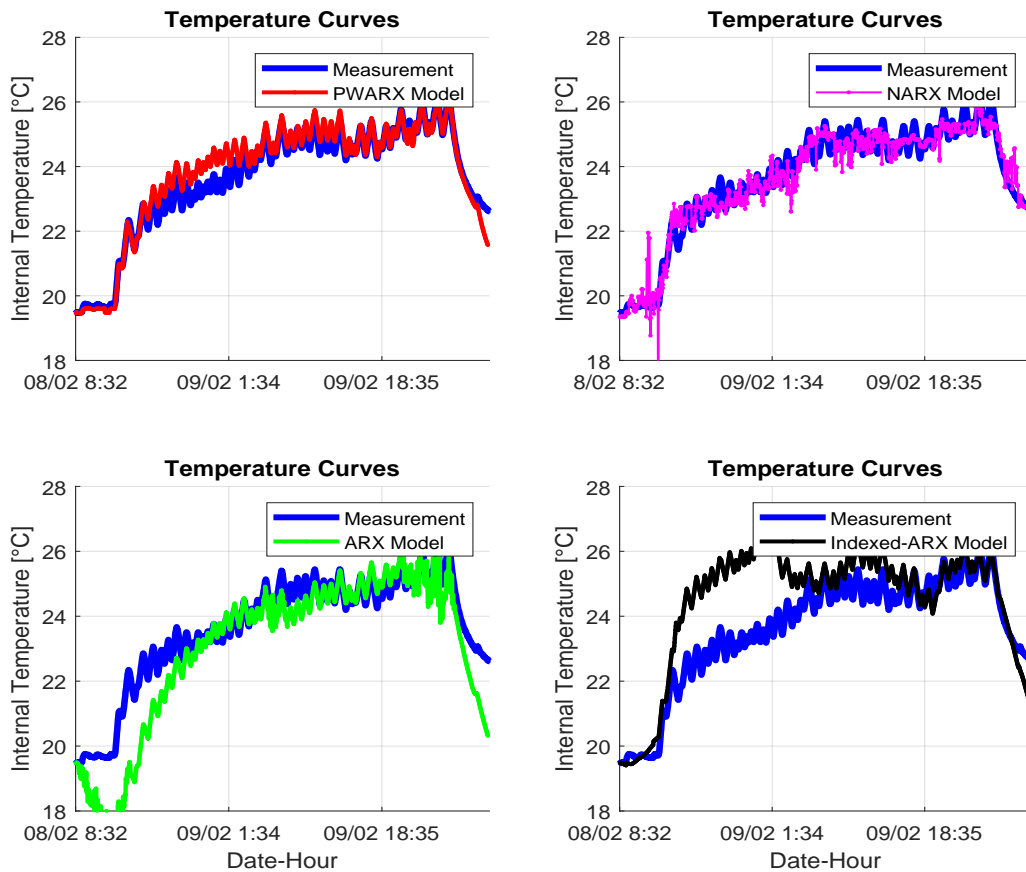 Temperature Curves
28
26
24
22
20
18
Internal Temperature [°C]
Measurement
PWARX Model
08/02 8:32
09/02 1:34
09/02 18:35
Temperature Curves
28
26
24
22
20
18
Internal Temperature [°C]
Measurement
NARX Model
8/02 8:32
09/02 1:34
09/02 18:35
Temperature Curves
28
26
24
22
20
18
Internal Temperature [°C]
Measurement
ARX Model
08/02 8:32
09/02 1:34
09/02 18:35
Date-Hour
Temperature Curves
28
26
24
22
20
18
Internal Temperature [°C]
Measurement
Indexed-ARX Model
08/02 8:32
09/02 1:34
09/02 18:35
Date-Hour